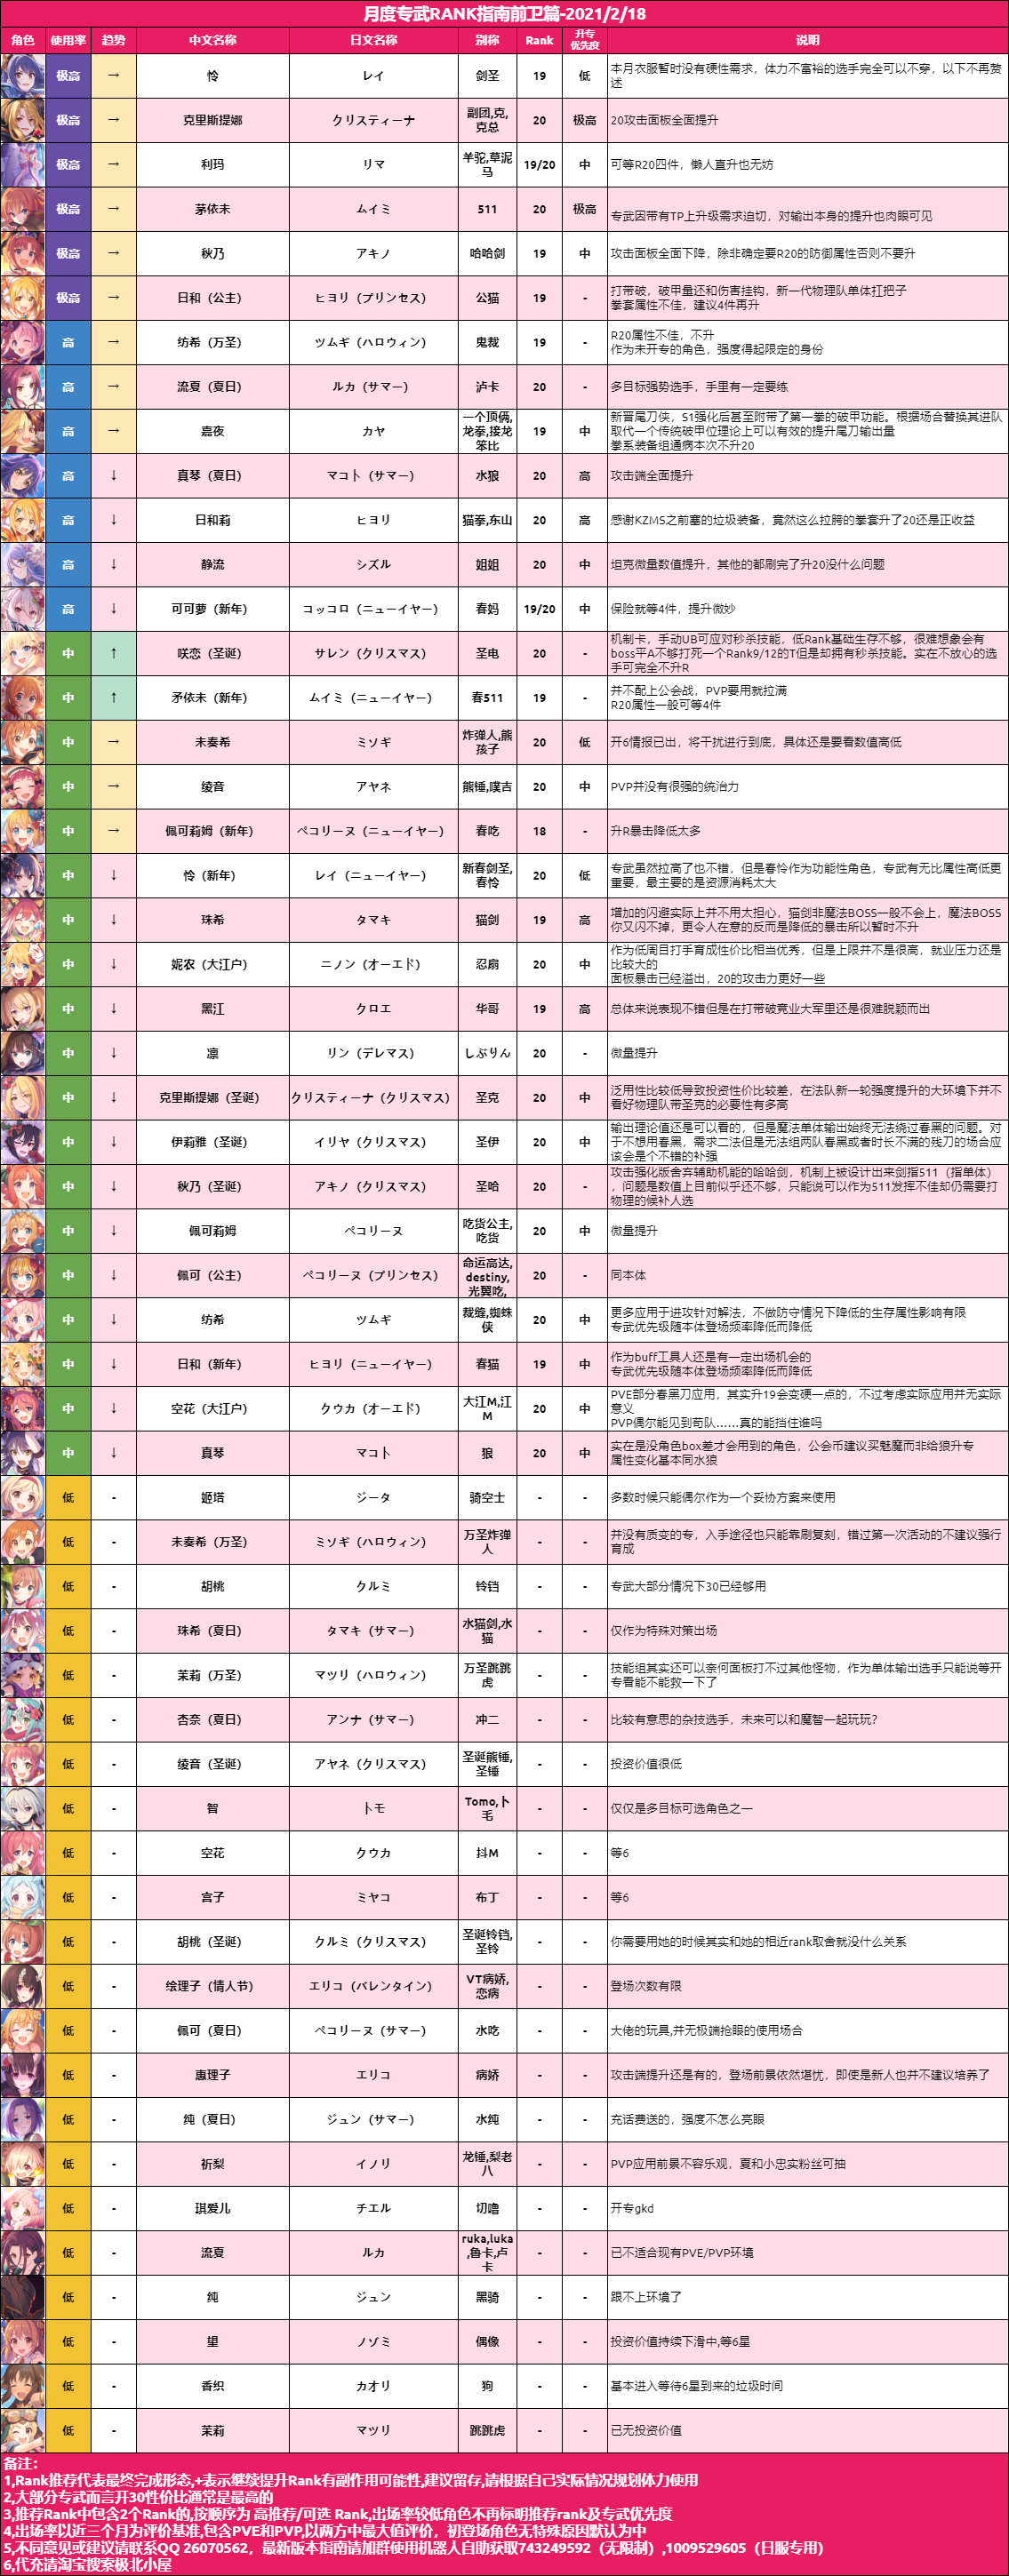 月度专武RANK指南前卫篇-2021/2/18
角色 使用率 趋势 中文名称 日文名称 别称 Rank 升专优先度 说明
极高 → 怜 レイ 剑圣 19 低 本月衣服暂时没有硬性需求，体力不富裕的选手完全可以不穿，以下不再赘述
极高 → 克里斯提娜 クリスティーナ 副团,克,克总 20 极高 20攻击面板全面提升
极高 → 利玛 リマ 羊驼,草泥马 19/20 中 可等R20四件，懒人直升也无妨
极高 → 茅依未 ムイミ 511 20 极高 专武因带有TP上升级需求迫切，对输出本身的提升也肉眼可见
极高 → 秋乃 アキノ 哈哈剑 19 中 攻击面板全面下降，除非确定要R20的防御属性否则不要升
极高 → 日和（公主） ヒヨリ（プリンセス） 公猫 19 - 打带破，破甲量还和伤害挂钩，新一代物理队单体扛把子
拳套属性不佳，建议4件再升
高 → 纺希（万圣） ツムギ（ハロウィン） 鬼裁 19 - R20属性不佳，不升
作为未开专的角色，强度得起限定的身份
高 → 流夏（夏日） ルカ（サマー） 泸卡 20 - 多目标强势选手，手里有一定要练
高 → 嘉夜 カヤ 一个顶俩,龙拳,接龙笨比 19 中 新晋尾刀侠，S1强化后甚至附带了第一拳的破甲功能。根据场合替换其进队取代一个传统破甲位理论上可以有效的提升尾刀输出量
拳系装备组通病本次不升20
高 ↓ 真琴（夏日） マコト（サマー） 水狼 20 高 攻击端全面提升
高 ↓ 日和莉 ヒヨリ 猫拳,东山 20 高 感谢KZMS之前塞的垃圾装备，竟然这么拉胯的拳套升了20还是正收益
高 ↓ 静流 シズル 姐姐 20 中 坦克微量数值提升，其他的都刷完了升20没什么问题
高 ↓ 可可萝（新年） コッコロ（ニューイヤー） 春妈 19/20 中 保险就等4件，提升微妙
中 ↑ 咲恋（圣诞） サレン（クリスマス） 圣电 20 - 机制卡，手动UB可应对秒杀技能，低Rank基础生存不够，很难想象会有boss平A不够打死一个Rank9/12的T但是却拥有秒杀技能。实在不放心的选手可完全不升R
中 ↑ 矛依未（新年） ムイミ（ニューイヤー） 春511 19 - 并不配上公会战，PVP要用就拉满
R20属性一般可等4件
中 → 未奏希 ミソギ 炸弹人,熊孩子 20 低 开6情报已出，将干扰进行到底，具体还是要看数值高低
中 → 绫音 アヤネ 熊锤,噗吉 20 中 PVP并没有很强的统治力
中 → 佩可莉姆（新年） ペコリーヌ（ニューイヤー） 春吃 18 - 升R暴击降低太多
中 ↓ 怜（新年） レイ（ニューイヤー） 新春剑圣,春怜 20 低 专武虽然拉高了也不错，但是春怜作为功能性角色，专武有无比属性高低更重要，最主要的是资源消耗太大
中 ↓ 珠希 タマキ 猫剑 19 高 增加的闪避实际上并不用太担心，猫剑非魔法BOSS一般不会上，魔法BOSS你又闪不掉，更令人在意的反而是降低的暴击所以暂时不升
中 ↓ 妮农（大江户） ニノン（オーエド） 忍扇 20 中 作为低周目打手育成性价比相当优秀，但是上限并不是很高，就业压力还是比较大的
面板暴击已经溢出，20的攻击力更好一些
中 ↓ 黑江 クロエ 华哥 19 高 总体来说表现不错但是在打带破竟业大军里还是很难脱颖而出
中 ↓ 凛 リン（デレマス） しぶりん 20 - 微量提升
中 ↓ 克里斯提娜（圣诞） クリスティーナ（クリスマス） 圣克 20 中 泛用性比较低导致投资性价比较差，在法队新一轮强度提升的大环境下并不看好物理队带圣克的必要性有多高
中 ↓ 伊莉雅（圣诞） イリヤ（クリスマス） 圣伊 20 中 输出理论值还是可以看的，但是魔法单体输出始终无法绕过春黑的问题。对于不想用春黑，需求二法但是无法组两队春黑或者时长不满的残刀的场合应该会是个不错的补强
中 ↓ 秋乃（圣诞） アキノ（クリスマス） 圣哈 20 - 攻击强化版舍弃辅助机能的哈哈剑，机制上被设计出来剑指511（指单体），问题是数值上目前似乎还不够，只能说可以作为511发挥不佳却仍需要打物理的候补人选
中 ↓ 佩可莉姆 ペコリーヌ 吃货公主,吃货 20 中 微量提升
中 ↓ 佩可（公主） ペコリーヌ（プリンセス） 命运高达,destiny,光翼吃, 20 - 同本体
中 ↓ 纺希 ツムギ 裁缝,蜘蛛侠 20 中 更多应用于进攻针对解法，不做防守情况下降低的生存属性影响有限
专武优先级随本体登场频率降低而降低
中 ↓ 日和（新年） ヒヨリ（ニューイヤー） 春猫 19 中 作为buff工具人还是有一定出场机会的
专武优先级随本体登场频率降低而降低
中 ↓ 空花（大江户） クウカ（オーエド） 大江M,江M 20 中 PVE部分春黑刀应用，其实升19会变硬一点的，不过考虑实际应用并无实际意义
PVP偶尔能见到苟队……真的能挡住谁吗
中 ↓ 真琴 マコト 狼 20 中 实在是没角色box差才会用到的角色，公会币建议买魅魔而非给狼升专
属性变化基本同水狼
低 - 姬塔 ジータ 骑空士 - - 多数时候只能偶尔作为一个妥协方案来使用
低 - 未奏希（万圣） ミソギ（ハロウィン） 万圣炸弹人 - - 并没有质变的专，入手途径也只能靠刷复刻，错过第一次活动的不建议强行育成
低 - 胡桃 クルミ 铃铛 - - 专武大部分情况下30已经够用
低 - 珠希（夏日） タマキ（サマー） 水猫剑,水猫 - - 仅作为特殊对策出场
低 - 茉莉（万圣） マツリ（ハロウィン） 万圣跳跳虎 - - 技能组其实还可以奈何面板打不过其他怪物，作为单体输出选手只能说等开专看能不能救一下了
低 - 杏奈（夏日） アンナ（サマー） 冲二 - - 比较有意思的杂技选手，未来可以和魔智一起玩玩？
低 - 绫音（圣诞） アヤネ（クリスマス） 圣诞熊锤,圣锤 - - 投资价值很低
低 - 智 トモ Tomo,卜毛 - - 仅仅是多目标可选角色之一
低 - 空花 クウカ 抖M - - 等6
低 - 宫子 ミヤコ 布丁 - - 等6
低 - 胡桃（圣诞） クルミ（クリスマス） 圣诞铃铛,圣铃 - - 你需要用她的时候其实和她的相近rank取舍就没什么关系
低 - 绘理子（情人节） エリコ（バレンタイン） VT病娇,恋病 - - 登场次数有限
低 - 佩可（夏日） ペコリーヌ（サマー） 水吃 - - 大佬的玩具,并无极端抢眼的使用场合
低 - 惠理子 エリコ 病娇 - - 攻击端提升还是有的，登场前景依然堪忧，即使是新人也并不建议培养了
低 - 纯（夏日） ジュン（サマー） 水纯 - - 充话费送的，强度不怎么亮眼
低 - 祈梨 イノリ 龙锤,梨老八 - - PVP应用前景不容乐观，夏和小忠实粉丝可抽
低 - 琪爱儿 チエル 切噜 - - 开专gkd
低 - 流夏 ルカ ruka,luka,鲁卡,卢卡 - - 已不适合现有PVE/PVP环境
低 - 纯 ジュン 黑骑 - - 跟不上环境了
低 - 望 ノゾミ 偶像 - - 投资价值持续下滑中,等6星
低 - 香织 カオリ 狗 - - 基本进入等待6星到来的垃圾时间
低 - 茉莉 マツリ 跳跳虎 - - 已无投资价值
备注:
1,Rank推荐代表最终完成形态,+表示继续提升Rank有副作用可能性,建议留存,请根据自己实际情况规划体力使用
2,大部分专武而言开30性价比通常是最高的
3,推荐Rank中包含2个Rank的,按顺序为 高推荐/可选 Rank,出场率较低角色不再标明推荐rank及专武优先度
4,出场率以近三个月为评价基准,包含PVE和PVP,以两方中最大值评价，初登场角色无特殊原因默认为中
5,不同意见或建议请联系QQ 26070562，最新版本指南请加群使用机器人自助获取743249592（无限制）,1009529605（日服专用）
6,代充请淘宝搜索极北小屋